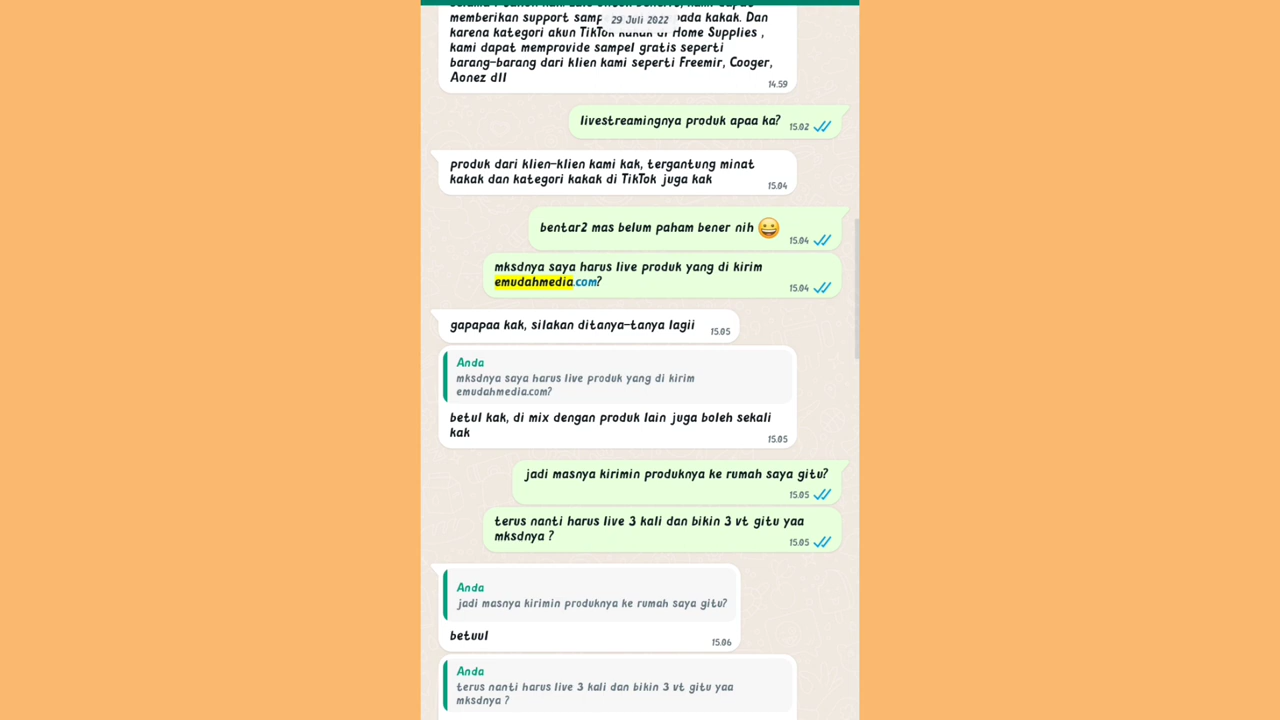 29 Juli 2022
memberikan support samp pada kakak. Dan
karena kategori akun TikTok kakak di Home Supplies ,
kami dapat memprovide sampel gratis seperti
barang-barang dari klien kami seperti Freemir, Cooger,
Aonez dll
14.59
livestreamingnya produk apaa ka?
15.02
produk dari klien-klien kami kak, tergantung minat
kakak dan kategori kakak di TikTok juga kak
15.04
bentar2 mas belum paham bener nih 😀
15.04
mksdnya saya harus live produk yang di kirim
emudahmedia.com?
15.04
gapapaa kak, silakan ditanya-tanya lagii
15.05
Anda
mksdnya saya harus live produk yang di kirim
emudahmedia.com?
betul kak, di mix dengan produk lain juga boleh sekali
kak
15.05
jadi masnya kirimin produknya ke rumah saya gitu?
15.05
terus nanti harus live 3 kali dan bikin 3 vt gitu yaa
mksdnya ?
15.05
Anda
jadi masnya kirimin produknya ke rumah saya gitu?
betuul
15.06
Anda
terus nanti harus live 3 kali dan bikin 3 vt gitu yaa
mksdnya ?